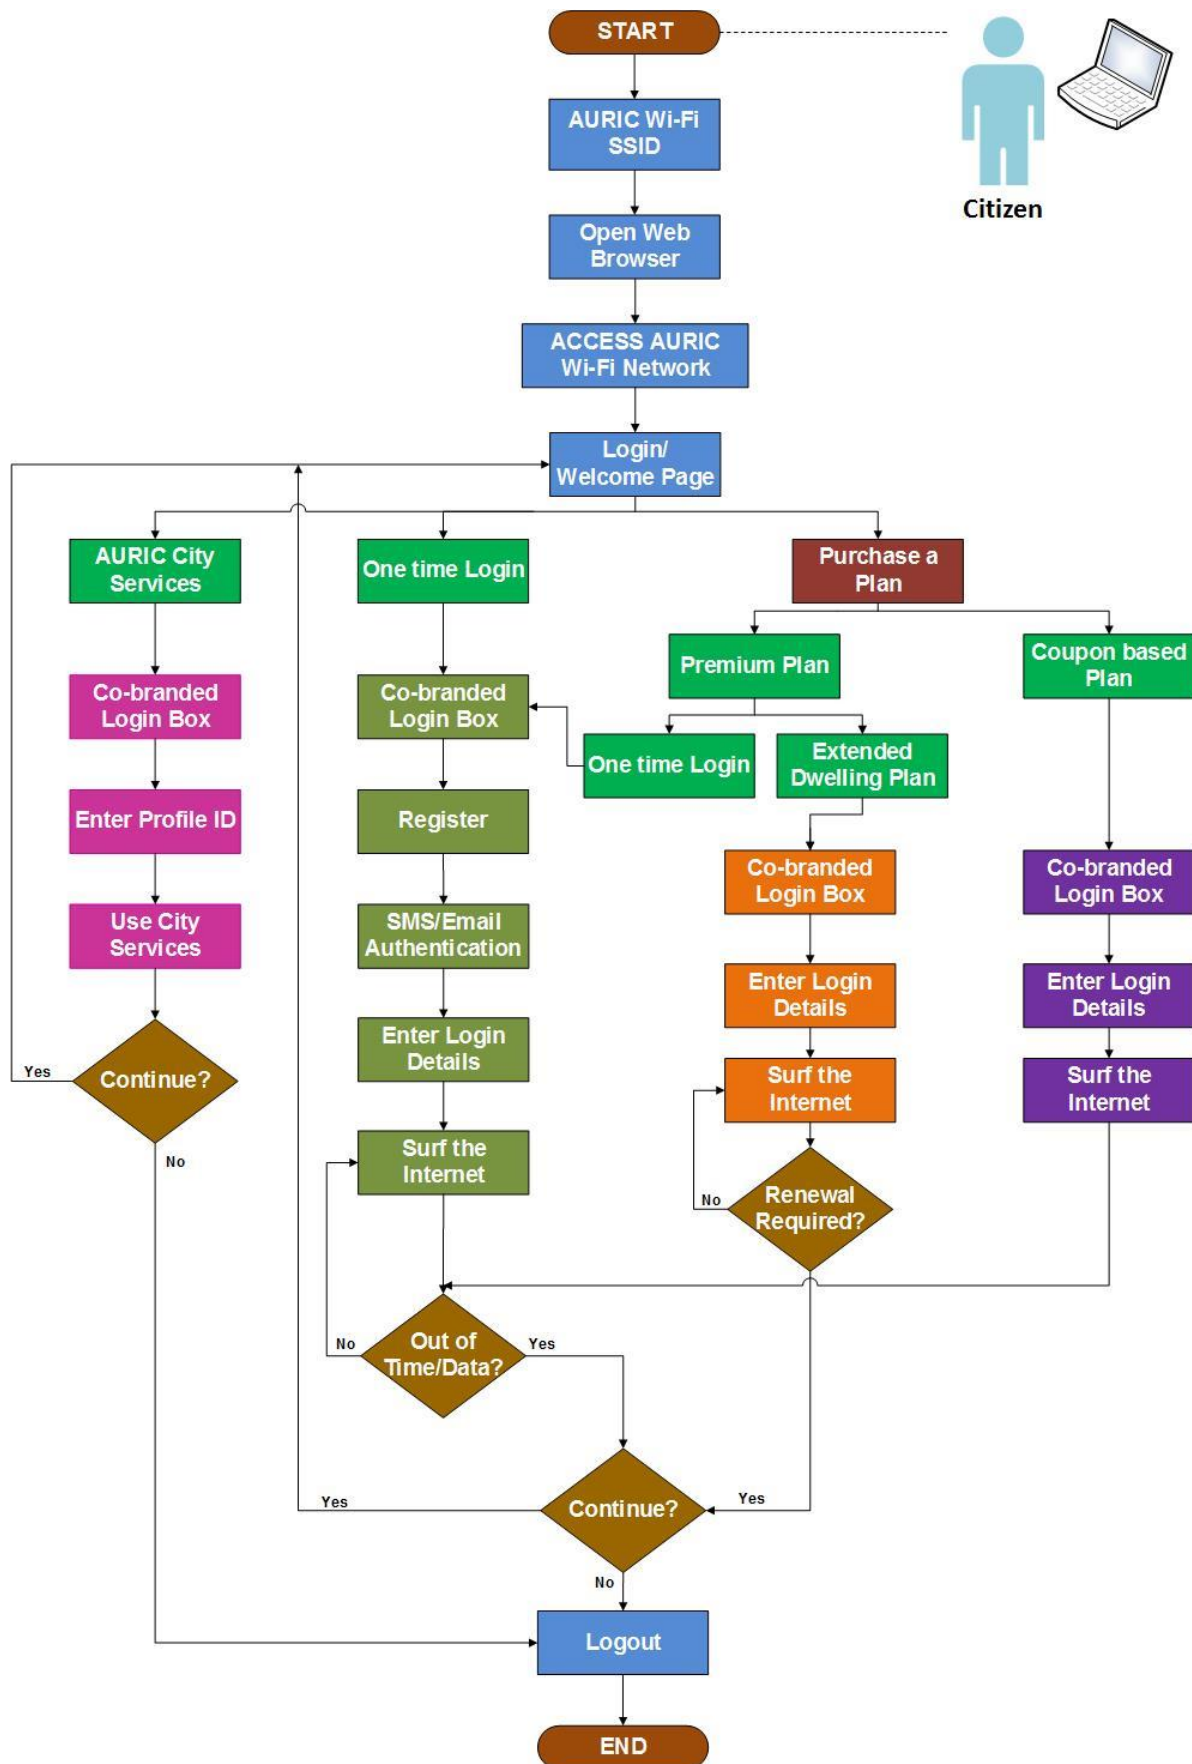 START
AURIC Wi-Fi
SSID
Citizen
Open Web
Browser
ACCESS AURIC
Wi-Fi Network
Login/
Welcome Page
AURIC City
Services
One time Login
Purchase a
Plan
Premium Plan
Coupon based
Plan
Co-branded
Login Box
Co-branded
Login Box
One time Login
Extended
Dwelling Plan
Enter Profile ID
Register
Co-branded
Login Box
Co-branded
Login Box
Use City
Services
SMS/Email
Authentication
Enter Login
Details
Enter Login
Details
Yes
Continue?
No
Enter Login
Details
Surf the
Internet
Surf the
Internet
Surf the
Internet
No
Renewal
Required?
No
Out of
Time/Data?
Yes
Yes
Continue?
Yes
No
Logout
END